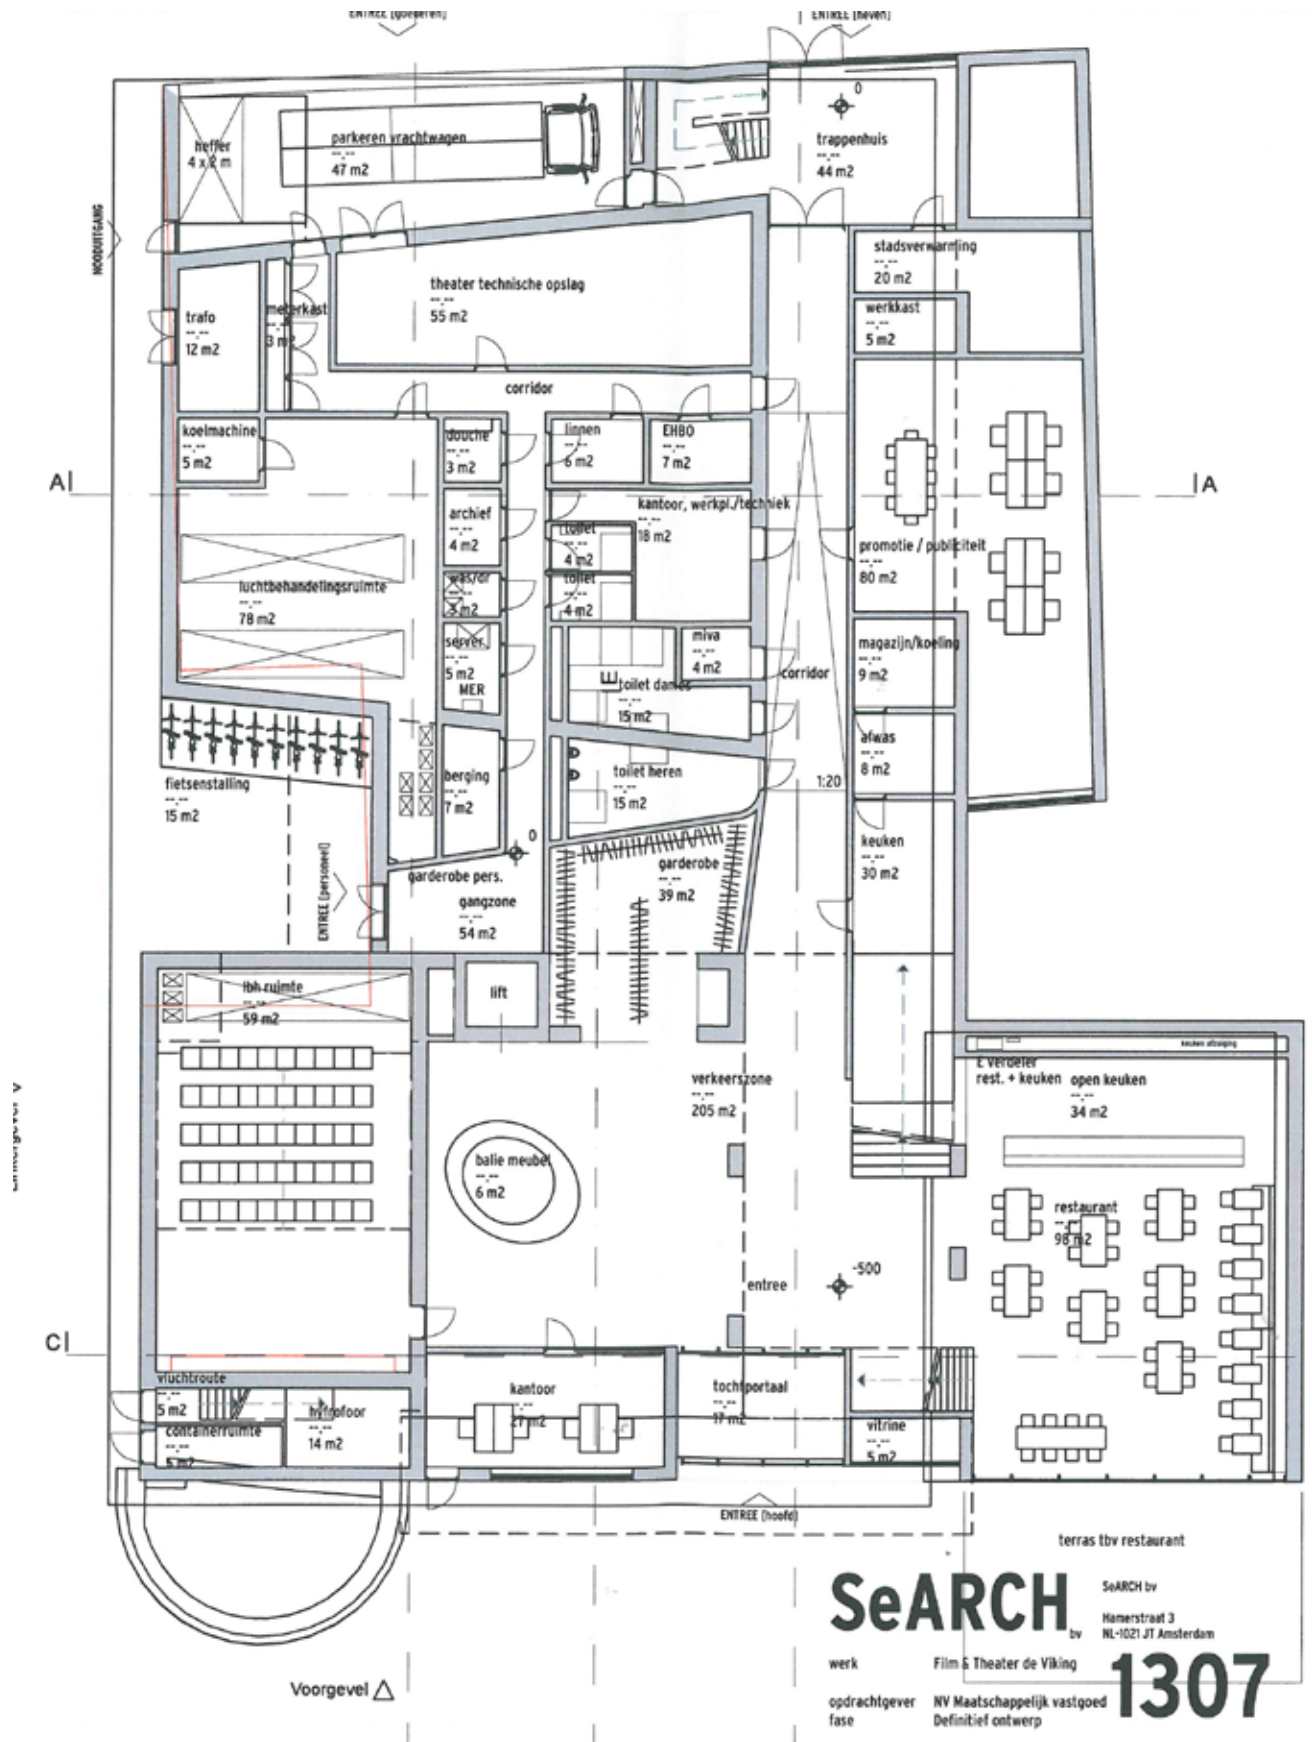 ENTREE [goederen]
ENTREE [neven]
heffer
4 x 2 m
parkeren vrachtwagen
--.--
47 m2
0
trappenhuis
--.--
44 m2
NOODUITGANG
stadsverwarming
--.--
20 m2
theater technische opslag
--.--
55 m2
werkkast
--.--
5 m2
trafo
--.--
12 m2
meterkast
--.--
3 m2
corridor
koelmachine
--.--
5 m2
douche
--.--
3 m2
linnen
--.--
6 m2
EHBO
--.--
7 m2
A
A
archief
--.--
4 m2
kantoor, werkpl./techniek
--.--
18 m2
toilet
--.--
4 m2
promotie / publiciteit
--.--
80 m2
luchtbehandelingsruimte
--.--
78 m2
was/dr
--.--
3 m2
toilet
--.--
4 m2
server
--.--
5 m2
MER
miva
--.--
4 m2
magazijn/koeling
--.--
9 m2
E
toilet dames
--.--
15 m2
corridor
afwas
--.--
8 m2
fietsenstalling
--.--
15 m2
berging
--.--
7 m2
toilet heren
--.--
15 m2
1:20
0
keuken
--.--
30 m2
garderobe
--.--
39 m2
ENTREE [personeel]
garderobe pers.
gangzone
--.--
54 m2
lbh ruimte
--.--
59 m2
lift
keuken afzuiging
E verdeler
rest. + keuken
open keuken
--.--
34 m2
verkeerszone
--.--
205 m2
Linkergevel
balie meubel
--.--
6 m2
restaurant
--.--
98 m2
-500
entree
C
vluchtroute
--.--
5 m2
hydrofoor
--.--
14 m2
containerruimte
--.--
5 m2
kantoor
--.--
27 m2
tochtportaal
--.--
17 m2
vitrine
--.--
5 m2
ENTREE [hoofd]
terras tbv restaurant
SeARCH bv
SeARCH bv
Hamerstraat 3
NL-1021 JT Amsterdam
werk Film & Theater de Viking
1307
opdrachtgever NV Maatschappelijk vastgoed
fase Definitief ontwerp
Voorgevel